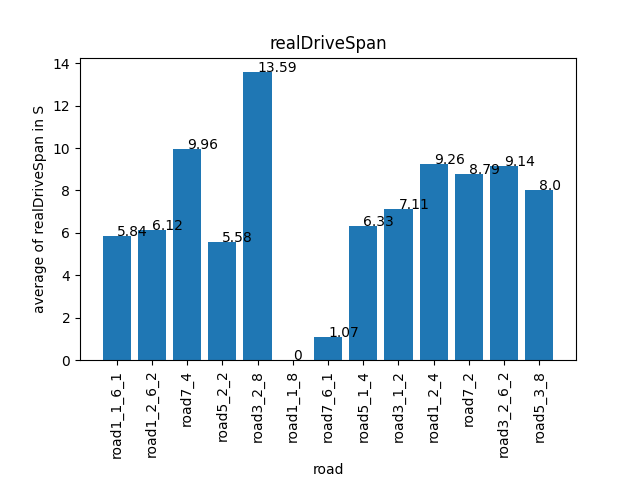 realDriveSpan
average of realDriveSpan in S
14
12
10
8
6
4
2
0
5.84
6.12
9.96
5.58
13.59
0
1.07
6.33
7.11
9.26
8.79
9.14
8.0
road1_1_6_1
road1_2_6_2
road7_4
road5_2_2
road3_2_8
road1_1_8
road7_6_1
road5_1_4
road3_1_2
road1_2_4
road7_2
road3_2_6_2
road5_3_8
road